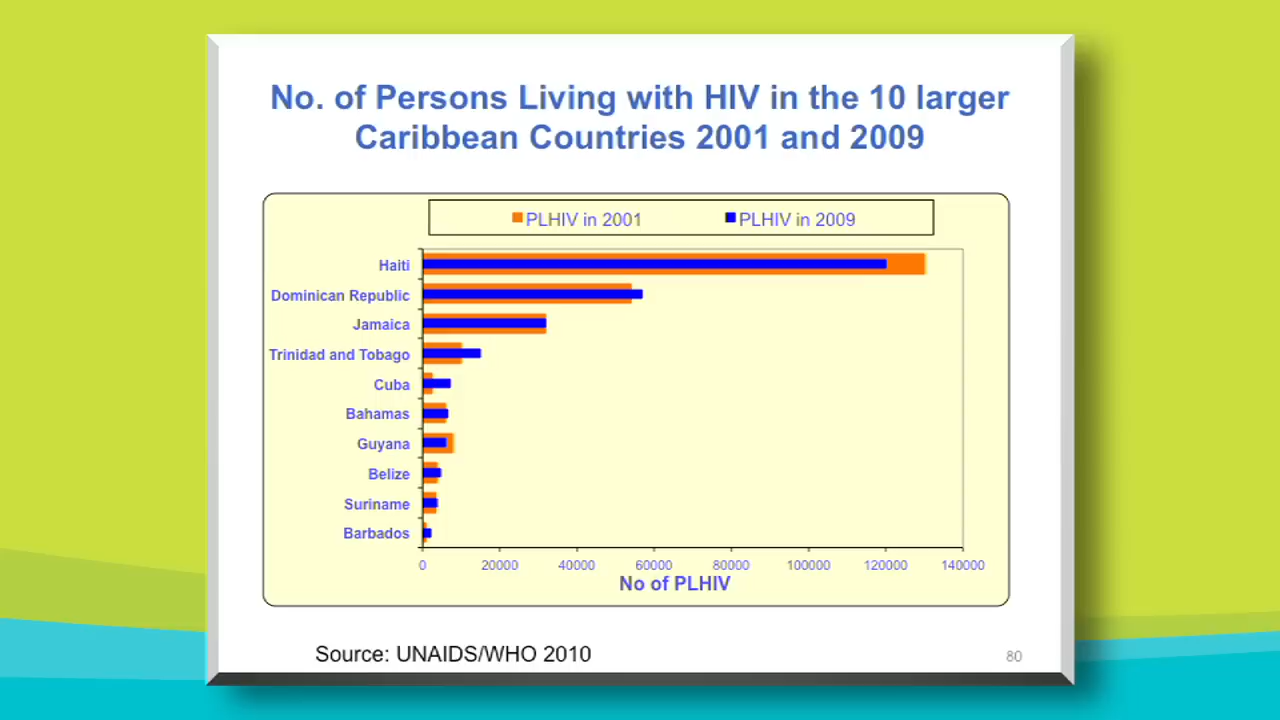 No. of Persons Living with HIV in the 10 larger
Caribbean Countries 2001 and 2009
PLHIV in 2001 PLHIV in 2009
Haiti
Dominican Republic
Jamaica
Trinidad and Tobago
Cuba
Bahamas
Guyana
Belize
Suriname
Barbados
0 20000 40000 60000 80000 100000 120000 140000
No of PLHIV
Source: UNAIDS/WHO 2010
80